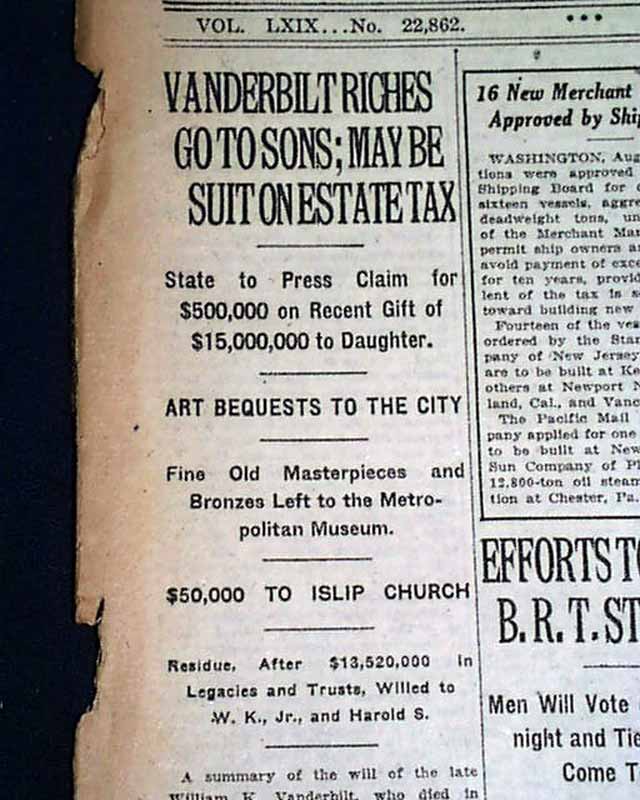 VOL. LXIX...No. 22,862.
***
VANDERBILT RICHES
GO TO SONS; MAY BE
SUIT ON ESTATE TAX
State to Press Claim for
$500,000 on Recent Gift of
$15,000,000 to Daughter.
ART BEQUESTS TO THE CITY
Fine Old Masterpieces and
Bronzes Left to the Metro-
politan Museum.
$50,000 TO ISLIP CHURCH
Residue, After $13,520,000 in
Legacies and Trusts, Willed to
W. K., Jr., and Harold S.
A summary of the will of the late
William K. Vanderbilt, who died in
16 New Merchant
Approved by Ship
WASHINGTON, Aug
tions were approved
Shipping Board for
sixteen vessels, aggre
deadweight tons, un
of the Merchant Mar
permit ship owners a
avoid payment of exce
for ten years, provid
lent of the tax is s
toward building new
Fourteen of the ves
ordered by the Stan
pany of New Jersey
are to be built at Ke
others at Newport N
land, Cal., and Vanc
The Pacific Mail
pany applied for one
to be built at New
Sun Company of P
12,800-ton oil steam
tion at Chester, Pa.
EFFORTS TO
B. R. T. ST
Men Will Vote
night and Tie
Come T